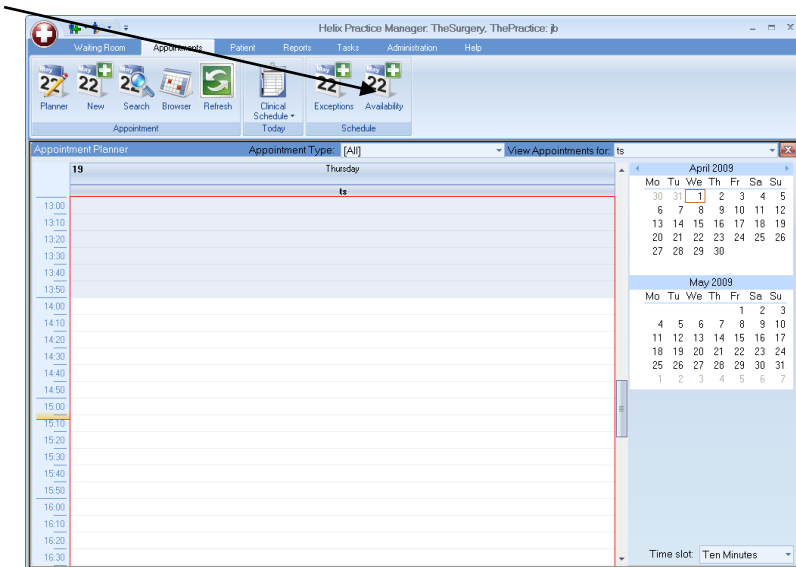 Helix Practice Manager: TheSurgery, ThePractice: jb
Waiting Room Appointments Patient Reports Tasks Administration Help
Planner New Search Browser Refresh Clinical Schedule Exceptions Availability
Appointment Today Schedule
Appointment Planner Appointment Type: [All] View Appointments for: ts
19 Thursday
ts
13:00
13:10
13:20
13:30
13:40
13:50
14:00
14:10
14:20
14:30
14:40
14:50
15:00
15:10
15:20
15:30
15:40
15:50
16:00
16:10
16:20
16:30
April 2009
Mo Tu We Th Fr Sa Su
30 31 1 2 3 4 5
6 7 8 9 10 11 12
13 14 15 16 17 18 19
20 21 22 23 24 25 26
27 28 29 30
May 2009
Mo Tu We Th Fr Sa Su
1 2 3
4 5 6 7 8 9 10
11 12 13 14 15 16 17
18 19 20 21 22 23 24
25 26 27 28 29 30 31
1 2 3 4 5 6 7
Time slot: Ten Minutes